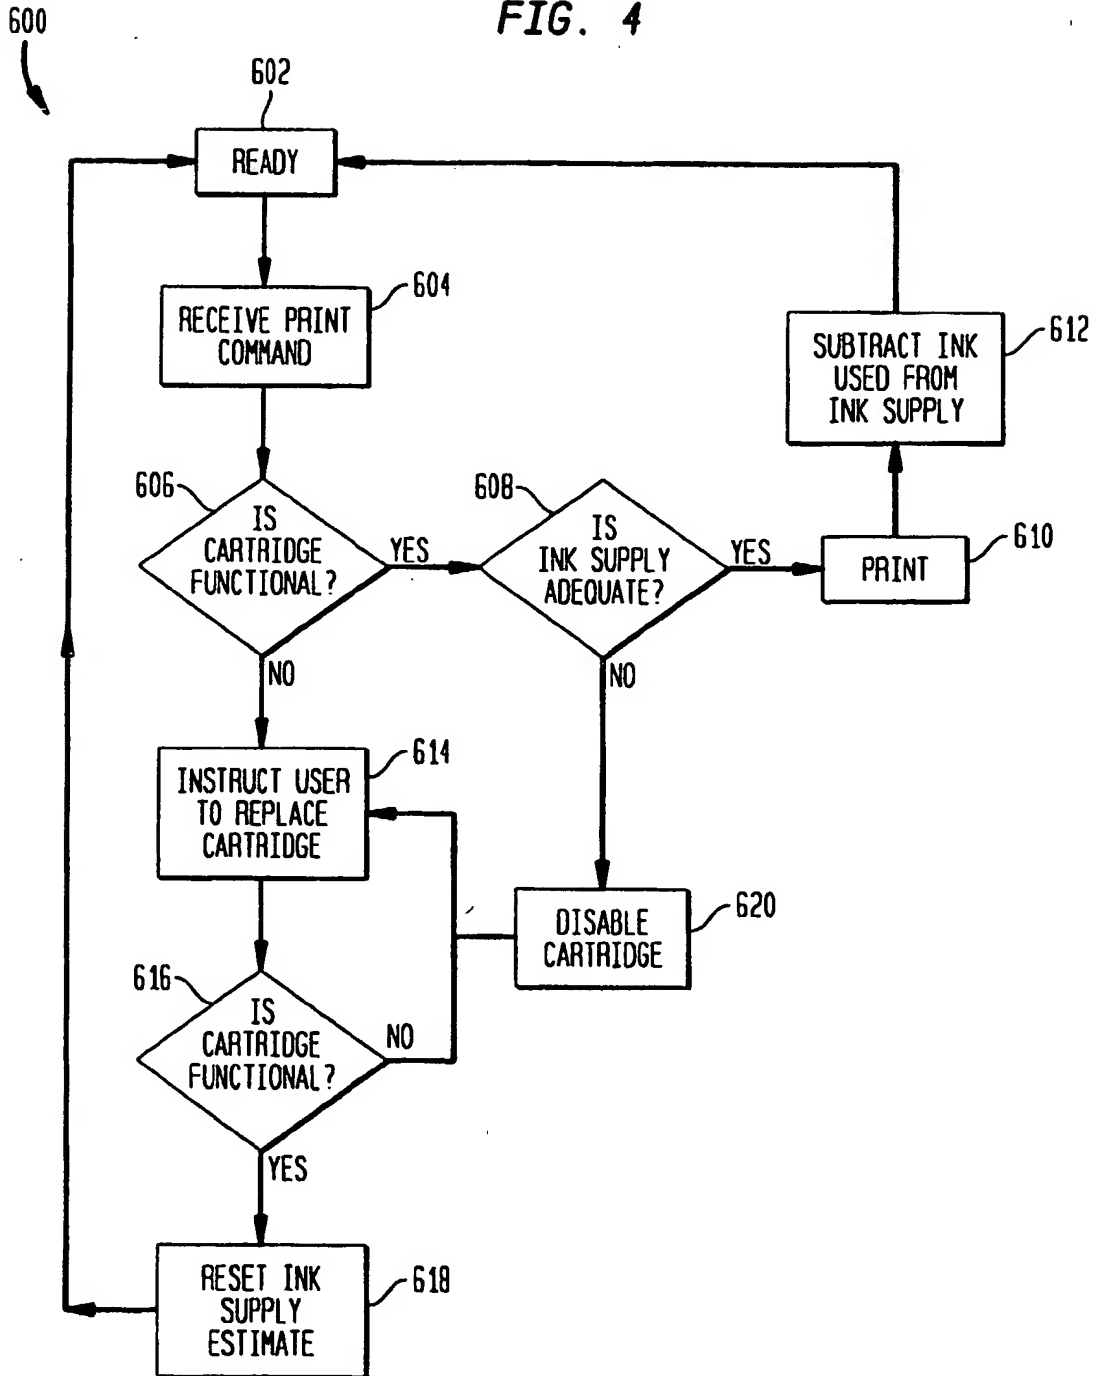 FIG. 4
600
602
READY
604
RECEIVE PRINT
COMMAND
612
SUBTRACT INK
USED FROM
INK SUPPLY
606
IS
CARTRIDGE
FUNCTIONAL?
YES
NO
608
IS
INK SUPPLY
ADEQUATE?
YES
NO
610
PRINT
614
INSTRUCT USER
TO REPLACE
CARTRIDGE
620
DISABLE
CARTRIDGE
616
IS
CARTRIDGE
FUNCTIONAL?
NO
YES
618
RESET INK
SUPPLY
ESTIMATE